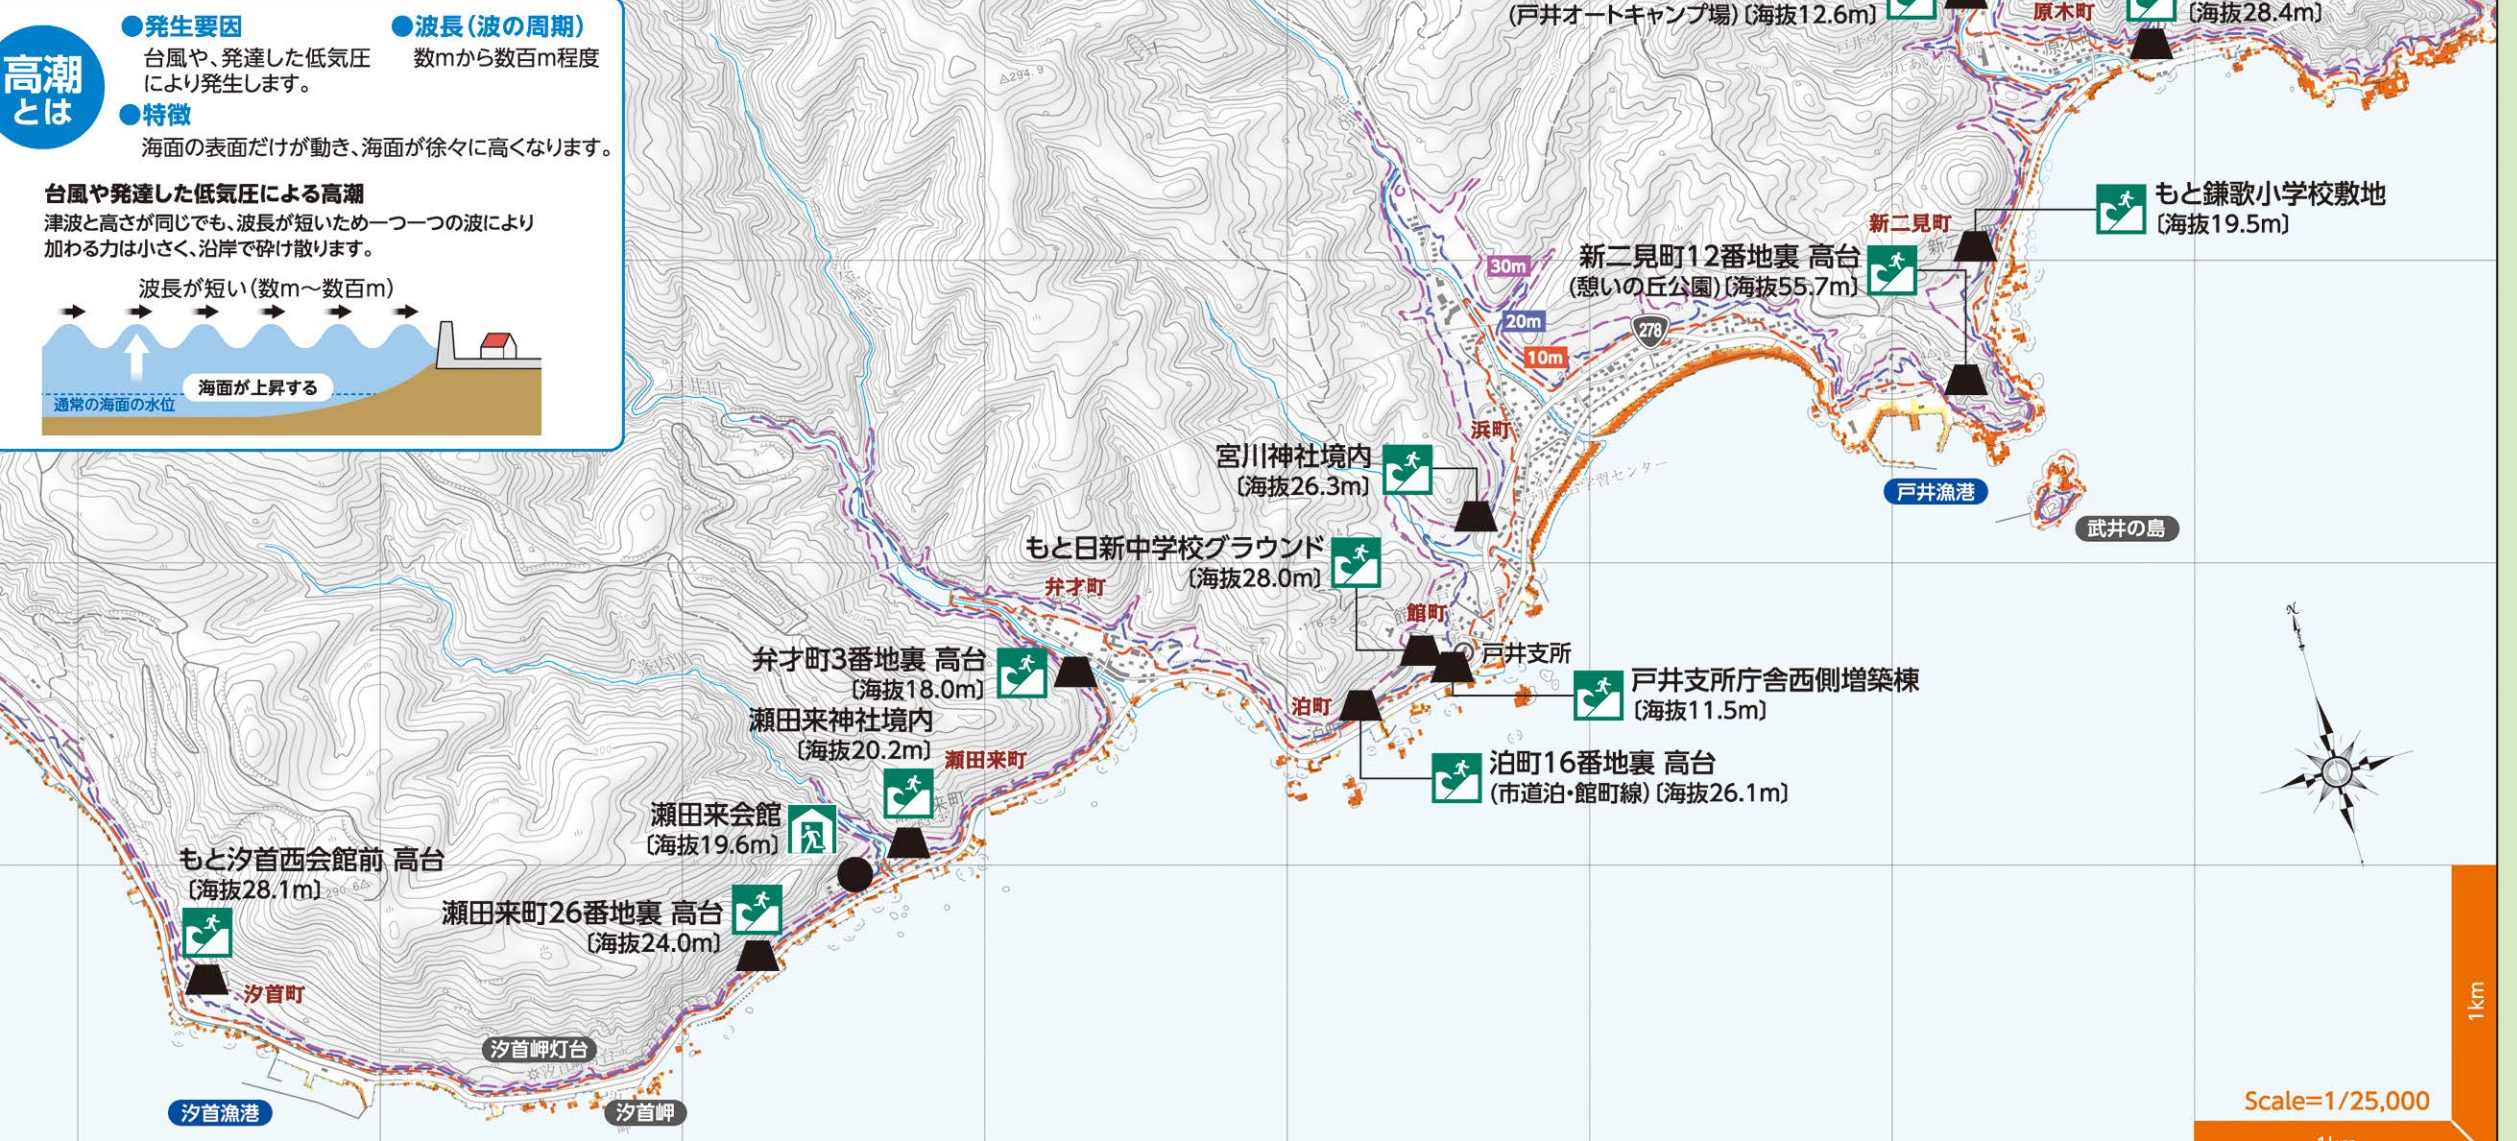 高潮
とは
●発生要因
台風や、発達した低気圧
により発生します。
●波長（波の周期）
数mから数百m程度
●特徴
海面の表面だけが動き、海面が徐々に高くなります。
台風や発達した低気圧による高潮
津波と高さが同じでも、波長が短いため一つ一つの波により
加わる力は小さく、沿岸で砕け散ります。
波長が短い（数m〜数百m）
海面が上昇する
通常の海面の水位
（戸井オートキャンプ場）〔海抜12.6m〕
原木町
〔海抜28.4m〕
△294.9
もと鎌歌小学校敷地
〔海抜19.5m〕
新二見町
新二見町12番地裏 高台
（憩いの丘公園）〔海抜55.7m〕
30m
20m
10m
278
浜町
宮川神社境内
〔海抜26.3m〕
戸井漁港
武井の島
もと日新中学校グラウンド
〔海抜28.0m〕
弁才町
館町
戸井支所
弁才町3番地裏 高台
〔海抜18.0m〕
戸井支所庁舎西側増築棟
〔海抜11.5m〕
泊町
瀬田来神社境内
〔海抜20.2m〕
瀬田来町
泊町16番地裏 高台
（市道泊・館町線）〔海抜26.1m〕
瀬田来会館
〔海抜19.6m〕
もと汐首西会館前 高台
〔海抜28.1m〕
瀬田来町26番地裏 高台
〔海抜24.0m〕
汐首町
汐首岬灯台
汐首漁港
汐首岬
N
1km
Scale=1/25,000
1km